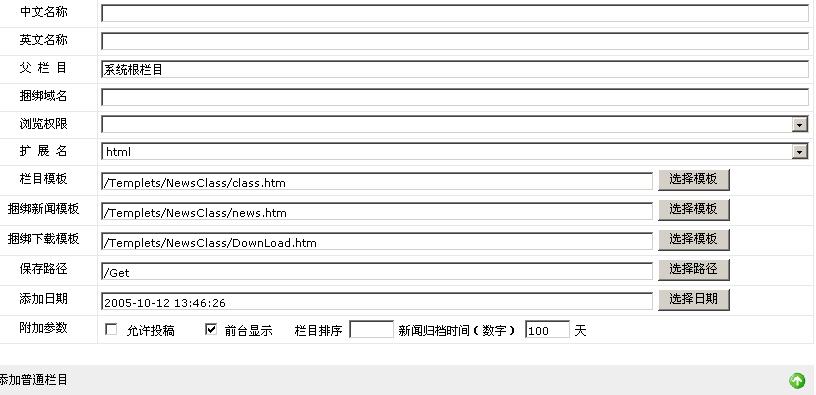 中文名称
英文名称
父 栏 目 系统根栏目
捆绑域名
浏览权限
扩 展 名 html
栏目模板 /Templets/NewsClass/class.htm 选择模板
捆绑新闻模板 /Templets/NewsClass/news.htm 选择模板
捆绑下载模板 /Templets/NewsClass/DownLoad.htm 选择模板
保存路径 /Get 选择路径
添加日期 2005-10-12 13:46:26 选择日期
附加参数 允许投稿 前台显示 栏目排序 新闻归档时间（数字） 100 天
添加普通栏目